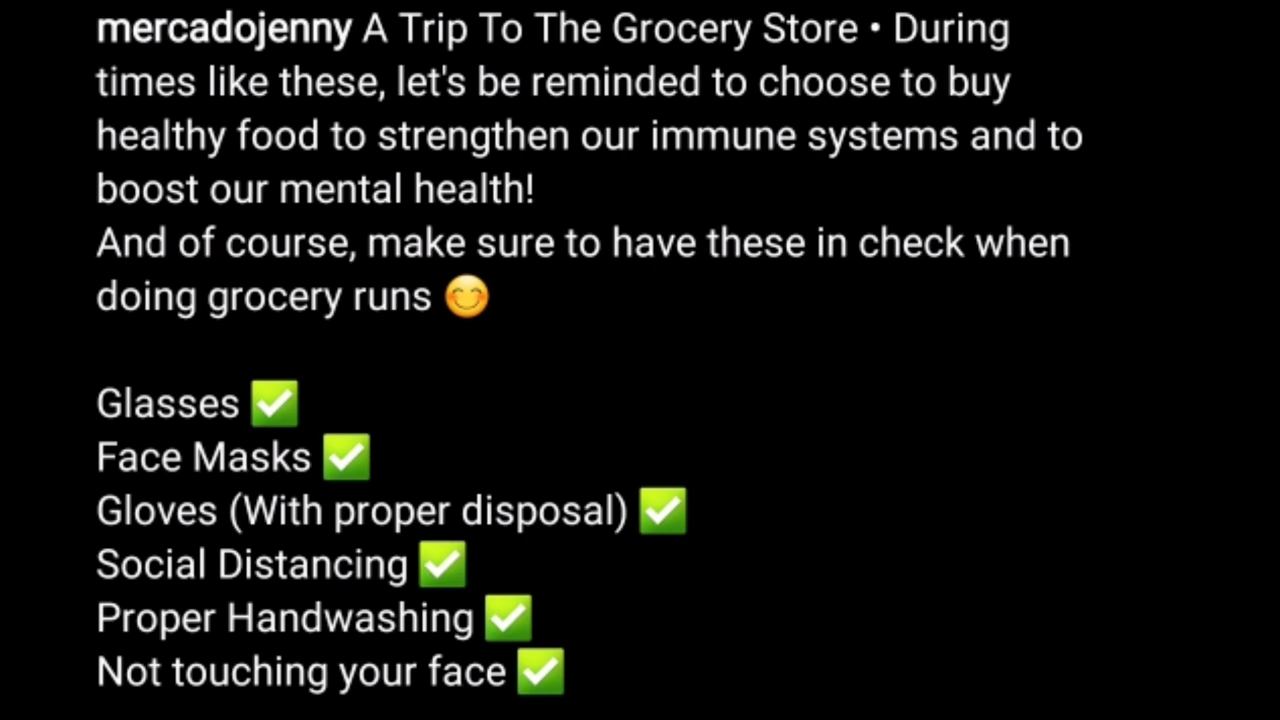 mercadojenny A Trip To The Grocery Store • During
times like these, let's be reminded to choose to buy
healthy food to strengthen our immune systems and to
boost our mental health!
And of course, make sure to have these in check when
doing grocery runs 😊
Glasses ✅
Face Masks ✅
Gloves (With proper disposal) ✅
Social Distancing ✅
Proper Handwashing ✅
Not touching your face ✅